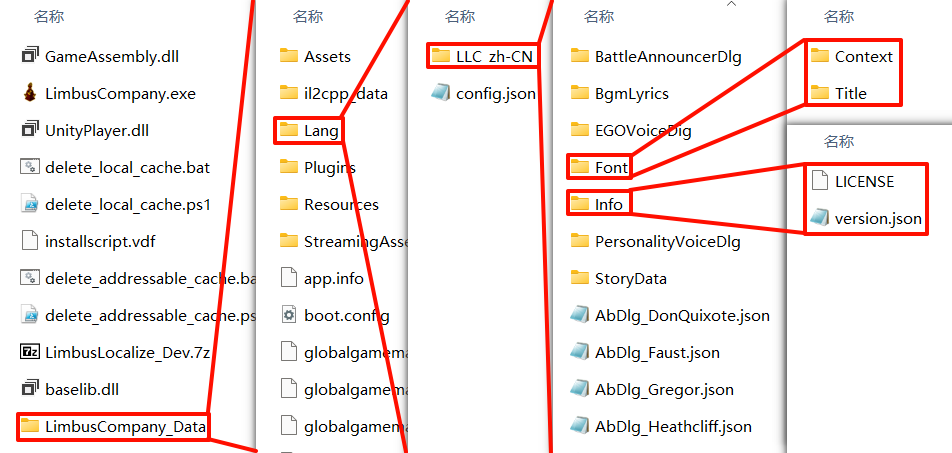 名称
GameAssembly.dll
LimbusCompany.exe
UnityPlayer.dll
delete_local_cache.bat
delete_local_cache.ps1
installscript.vdf
delete_addressable_cache.ba
delete_addressable_cache.ps
LimbusLocalize_Dev.7z
baselib.dll
LimbusCompany_Data
名称
Assets
il2cpp_data
Lang
Plugins
Resources
StreamingAsse
app.info
boot.config
globalgamema
globalgamema
globalgamema
名称
LLC_zh-CN
config.json
名称
BattleAnnouncerDlg
BgmLyrics
EGOVoiceDig
Font
Info
PersonalityVoiceDlg
StoryData
AbDlg_DonQuixote.json
AbDlg_Faust.json
AbDlg_Gregor.json
AbDlg_Heathcliff.json
名称
Context
Title
名称
LICENSE
version.json